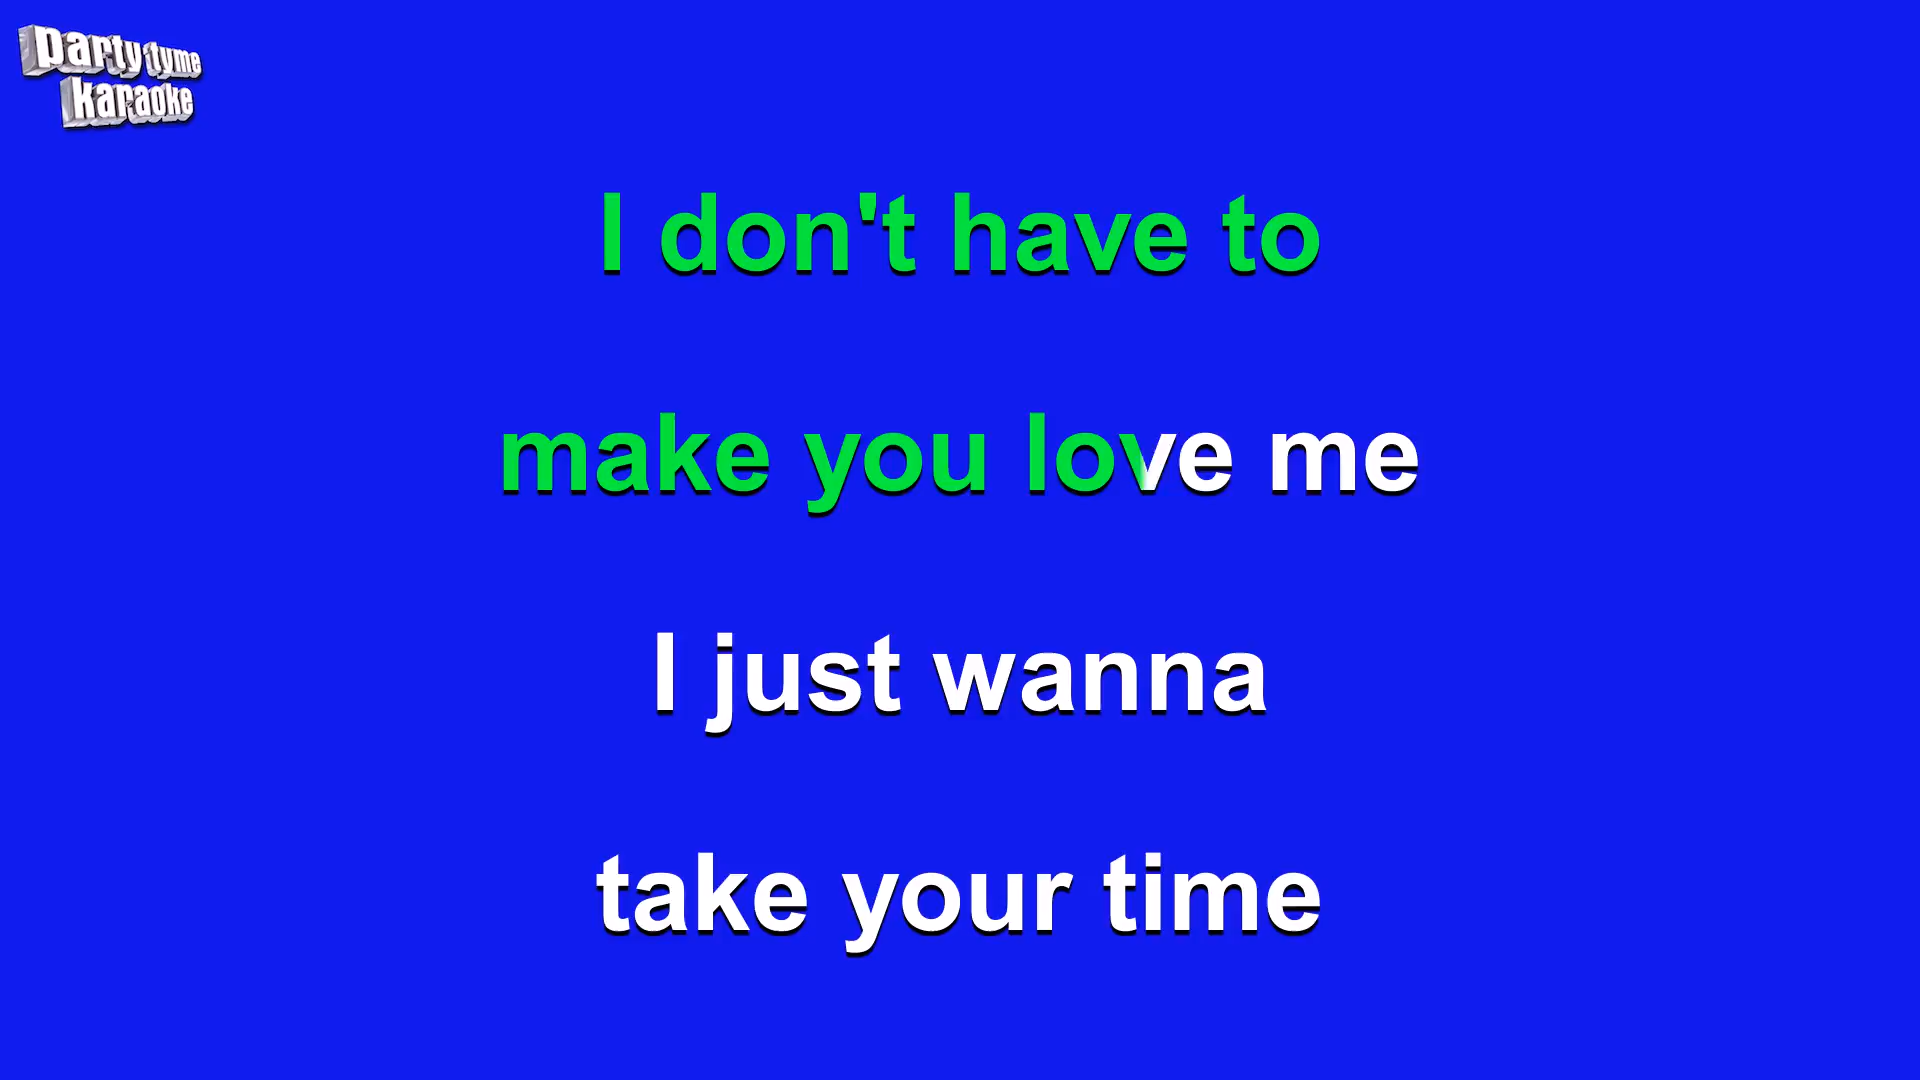 party tyme
karaoke
I don't have to
make you love me
I just wanna
take your time